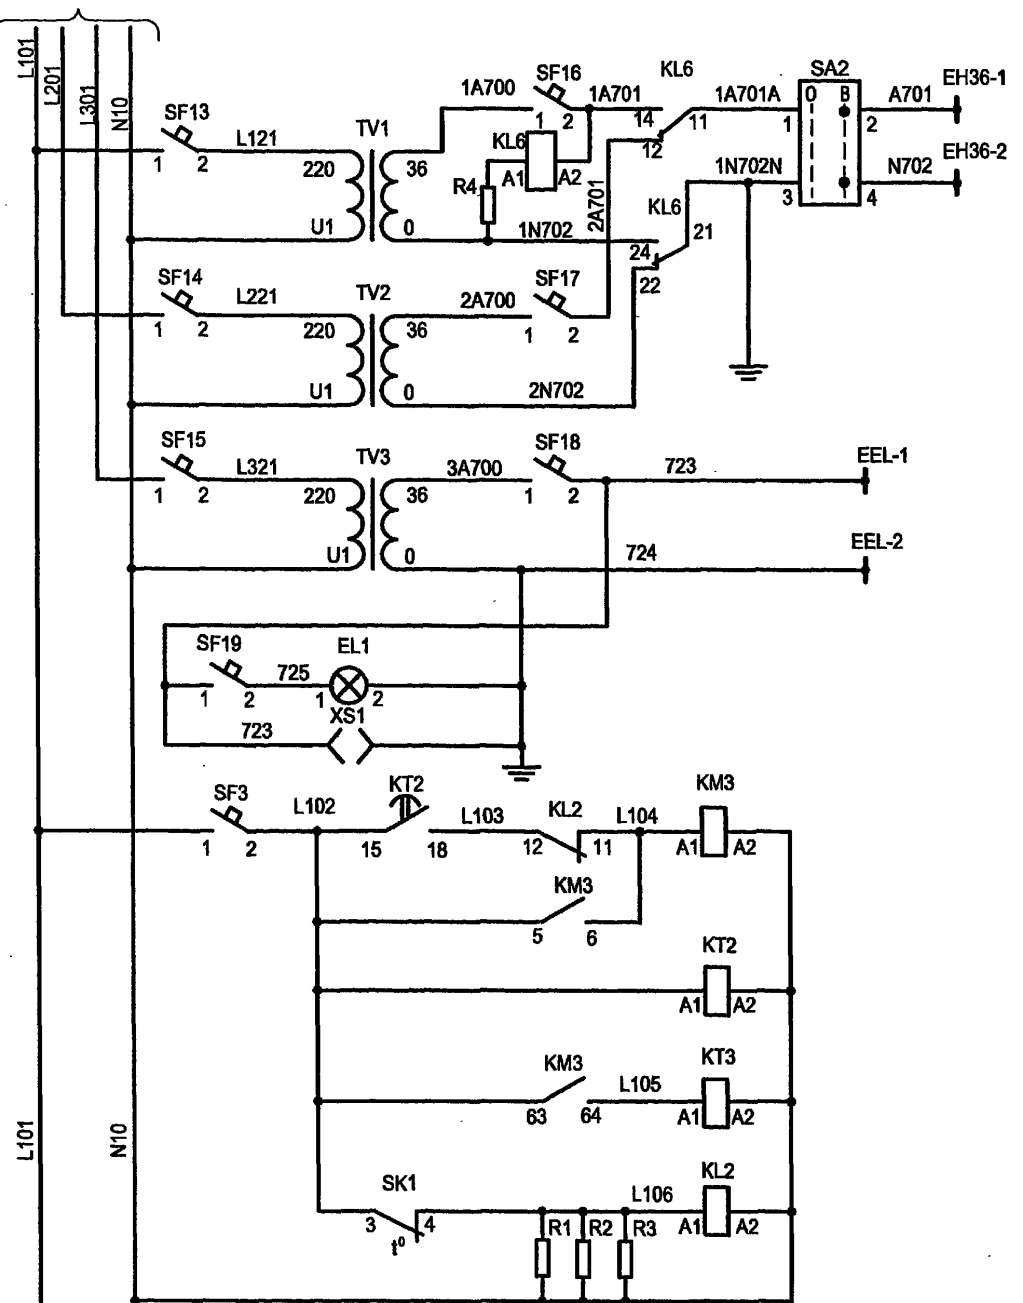 L101
L201
L301
N10
SF13
1 2
L121
TV1
220 36
U1 0
1A700
SF16
1A701
1 2
KL6
A1 A2
R4
1N702
2A701
KL6
14
12
11
1A701A
SA2
O B
1 2
3 4
A701
EH36-1
1N702N
N702
EH36-2
KL6
24
22
21
SF14
1 2
L221
TV2
220 36
U1 0
2A700
SF17
1 2
2N702
SF15
1 2
L321
TV3
220 36
U1 0
3A700
SF18
1 2
723
EEL-1
724
EEL-2
SF19
1 2
725
EL1
1 2
XS1
723
SF3
1 2
L102
KT2
15 18
L103
KL2
12 11
L104
KM3
A1 A2
KM3
5 6
KT2
A1 A2
KM3
63 64
L105
KT3
A1 A2
L101
N10
SK1
3 4
t⁰
L106
KL2
A1 A2
R1 R2 R3